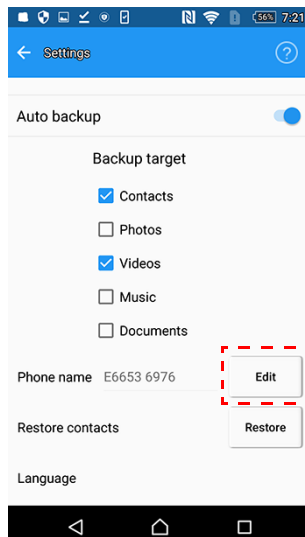 56% 7:21
Settings ?
Auto backup
Backup target
Contacts
Photos
Videos
Music
Documents
Phone name E6653 6976 Edit
Restore contacts Restore
Language